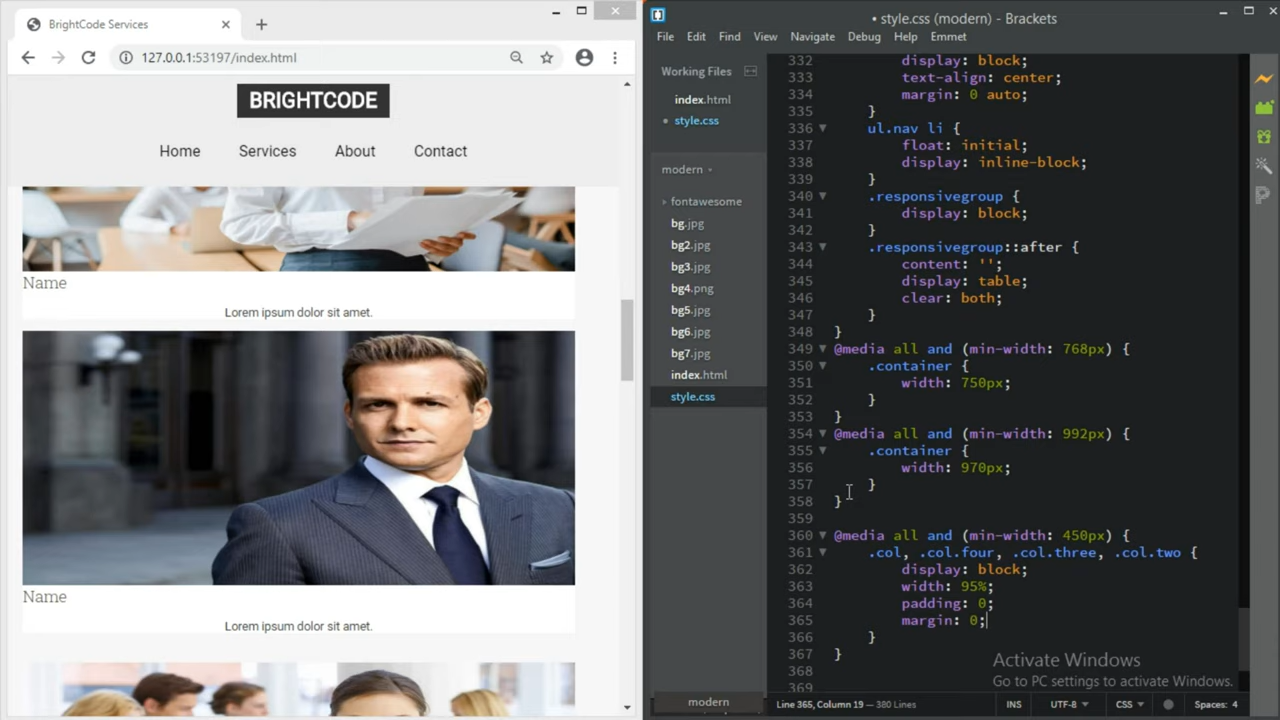 BrightCode Services
127.0.0.1:53197/index.html
BRIGHTCODE
Home Services About Contact
Name
Lorem ipsum dolor sit amet.
Name
Lorem ipsum dolor sit amet.
• style.css (modern) - Brackets
File Edit Find View Navigate Debug Help Emmet
Working Files
index.html
style.css
modern
fontawesome
bg.jpg
bg2.jpg
bg3.jpg
bg4.png
bg5.jpg
bg6.jpg
bg7.jpg
index.html
style.css
modern
332 display: block;
333 text-align: center;
334 margin: 0 auto;
335 }
336 ul.nav li {
337 float: initial;
338 display: inline-block;
339 }
340 .responsivegroup {
341 display: block;
342 }
343 .responsivegroup::after {
344 content: '';
345 display: table;
346 clear: both;
347 }
348 }
349 @media all and (min-width: 768px) {
350 .container {
351 width: 750px;
352 }
353 }
354 @media all and (min-width: 992px) {
355 .container {
356 width: 970px;
357 }
358 }
359
360 @media all and (min-width: 450px) {
361 .col, .col.four, .col.three, .col.two {
362 display: block;
363 width: 95%;
364 padding: 0;
365 margin: 0;
366 }
367 }
368
369
Activate Windows
Go to PC settings to activate Windows.
Line 365, Column 19 — 380 Lines
INS UTF-8 CSS Spaces: 4